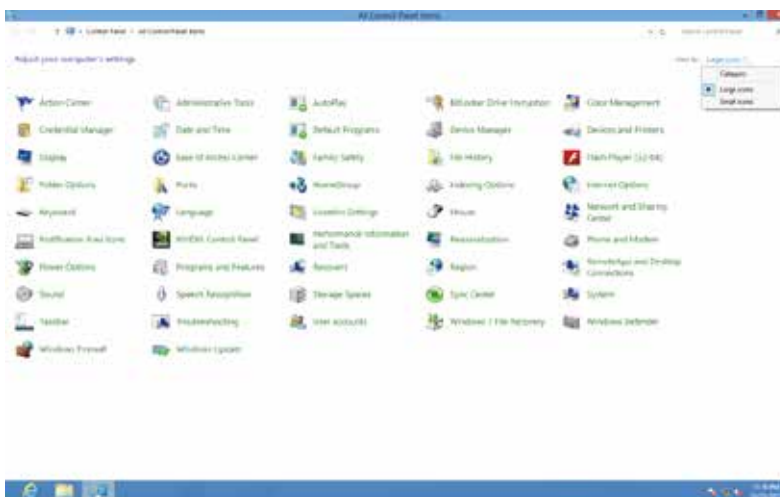 All Control Panel Items
Control Panel All Control Panel Items
Adjust your computer's settings
View by: Large icons
Category
Large icons
Small icons
Action Center Administrative Tools AutoPlay BitLocker Drive Encryption Color Management
Credential Manager Date and Time Default Programs Device Manager Devices and Printers
Display Ease of Access Center Family Safety File History Flash Player (32-bit)
Folder Options Fonts HomeGroup Indexing Options Internet Options
Keyboard Language Location Settings Mouse Network and Sharing
Center
Notification Area Icons NVIDIA Control Panel Performance Information
and Tools
Personalization Phone and Modem
Power Options Programs and Features Recovery Region RemoteApp and Desktop
Connections
Sound Speech Recognition Storage Spaces Sync Center System
Taskbar Troubleshooting User Accounts Windows 7 File Recovery Windows Defender
Windows Firewall Windows Update